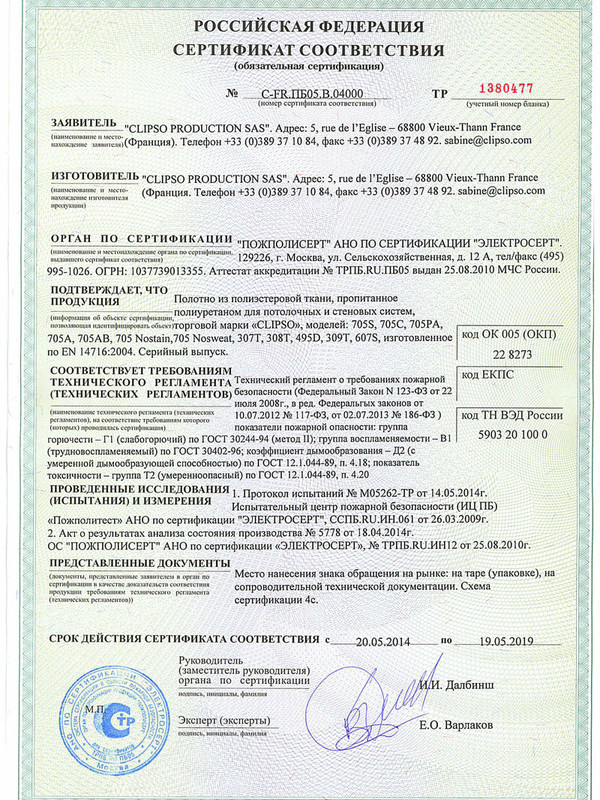 РОССИЙСКАЯ ФЕДЕРАЦИЯ
СЕРТИФИКАТ СООТВЕТСТВИЯ
(обязательная сертификация)
№ C-FR.ПБ05.В.04000 ТР 1380477
(номер сертификата соответствия) (учетный номер бланка)
ЗАЯВИТЕЛЬ "CLIPSO PRODUCTION SAS". Адрес: 5, rue de l'Eglise – 68800 Vieux-Thann France
(наименование и место-нахождение заявителя) (Франция). Телефон +33 (0)389 37 10 84, факс +33 (0)389 37 48 92. sabine@clipso.com
ИЗГОТОВИТЕЛЬ "CLIPSO PRODUCTION SAS". Адрес: 5, rue de l'Eglise – 68800 Vieux-Thann France
(наименование и место-нахождение изготовителя продукции) (Франция. Телефон +33 (0)389 37 10 84, факс +33 (0)389 37 48 92. sabine@clipso.com
ОРГАН ПО СЕРТИФИКАЦИИ "ПОЖПОЛИСЕРТ" АНО ПО СЕРТИФИКАЦИИ "ЭЛЕКТРОСЕРТ".
(наименование и местонахождение органа по сертификации, выдавшего сертификат соответствия) 129226, г. Москва, ул. Сельскохозяйственная, д. 12 А, тел/факс (495)
995-1026. ОГРН: 1037739013355. Аттестат аккредитации № ТРПБ.RU.ПБ05 выдан 25.08.2010 МЧС России.
ПОДТВЕРЖДАЕТ, ЧТО
ПРОДУКЦИЯ Полотно из полиэстеровой ткани, пропитанное
(информация об объекте сертификации, позволяющая идентифицировать объект) полиуретаном для потолочных и стеновых систем,
торговой марки «CLIPSO», моделей: 705S, 705C, 705PA,
705A, 705AB, 705 Nostain,705 Nosweat, 307T, 308T, 495D, 309T, 607S, изготовленное
по EN 14716:2004. Серийный выпуск.
код ОК 005 (ОКП)
22 8273
код ЕКПС
код ТН ВЭД России
5903 20 100 0
СООТВЕТСТВУЕТ ТРЕБОВАНИЯМ
ТЕХНИЧЕСКОГО РЕГЛАМЕНТА
(ТЕХНИЧЕСКИХ РЕГЛАМЕНТОВ)
(наименование технического регламента (технических регламентов), на соответствие требованиям которого (которых) проводилась сертификация)
Технический регламент о требованиях пожарной
безопасности (Федеральный Закон N 123-ФЗ от 22
июля 2008г., в ред. Федеральгых законов от
10.07.2012 № 117-ФЗ, от 02.07.2013 № 186-ФЗ )
показатели пожарной опасности: группа
горючести – Г1 (слабогорючий) по ГОСТ 30244-94 (метод II); группа воспламеняемости – В1
(трудновоспламеняемый) по ГОСТ 30402-96; коэффициент дымообразования – Д2 (с
умеренной дымообразующей способностью) по ГОСТ 12.1.044-89, п. 4.18; показатель
токсичности – группа Т2 (умеренноопасный) по ГОСТ 12.1.044-89, п. 4.20
ПРОВЕДЕННЫЕ ИССЛЕДОВАНИЯ
(ИСПЫТАНИЯ) И ИЗМЕРЕНИЯ
1. Протокол испытаний № М05262-ТР от 14.05.2014г.
Испытательный центр пожарной безопасности (ИЦ ПБ)
«Пожполитест» АНО по сертификации "ЭЛЕКТРОСЕРТ", ССПБ.RU.ИН.061 от 26.03.2009г.
2. Акт о результатах анализа состояния производства № 5778 от 18.04.2014г.
ОС "ПОЖПОЛИСЕРТ" АНО по сертификации «ЭЛЕКТРОСЕРТ», № ТРПБ.RU.ИН12 от 25.08.2010г.
ПРЕДСТАВЛЕННЫЕ ДОКУМЕНТЫ
(документы, представленные заявителем в орган по сертификации в качестве доказательств соответствия продукции требованиям технического регламента (технических регламентов))
Место нанесения знака обращения на рынке: на таре (упаковке), на
сопроводительной технической документации. Схема
сертификации 4с.
СРОК ДЕЙСТВИЯ СЕРТИФИКАТА СООТВЕТСТВИЯ с 20.05.2014 по 19.05.2019
Руководитель
(заместитель руководителя)
органа по сертификации
подпись, инициалы, фамилия
И.И. Далбинш
М.П.
Эксперт (эксперты)
подпись, инициалы, фамилия
Е.О. Варлаков